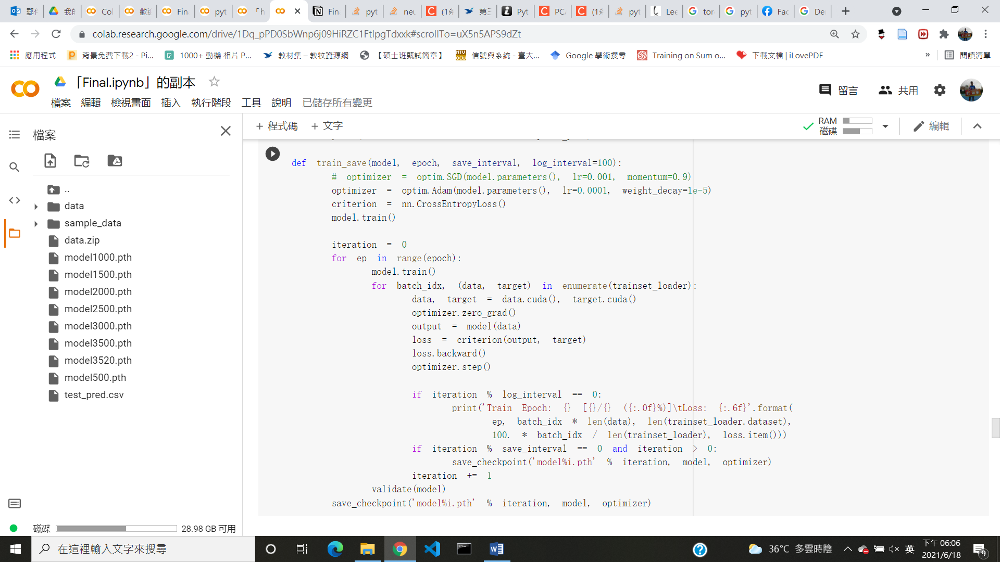 郵件 我的 Col 歡迎 Fin pyt 「h Fin pyt neu (1条 第三 Pyt PC/ (1条 pyt Lee tor pyt Fac De
colab.research.google.com/drive/1Dq_pPD0SbWnp6j09HiRZC1FtIpgTdxxk#scrollTo=uX5n5APS9dZt
應用程式 背景免費下載2 - Pi... 1000+ 動機 相片 P... 教材集 – 教牧資源網 【碩士班甄試簡章】 信號與系統 - 臺大... Google 學術搜尋 Training on Sum o... 下載文檔 | iLovePDF » 閱讀清單
「Final.ipynb」的副本
留言 共用
檔案 編輯 檢視畫面 插入 執行階段 工具 說明 已儲存所有變更
檔案
+ 程式碼 + 文字
RAM
磁碟
編輯
..
data
sample_data
data.zip
model1000.pth
model1500.pth
model2000.pth
model2500.pth
model3000.pth
model3500.pth
model3520.pth
model500.pth
test_pred.csv
磁碟 28.98 GB 可用
def train_save(model, epoch, save_interval, log_interval=100):
# optimizer = optim.SGD(model.parameters(), lr=0.001, momentum=0.9)
optimizer = optim.Adam(model.parameters(), lr=0.0001, weight_decay=1e-5)
criterion = nn.CrossEntropyLoss()
model.train()
iteration = 0
for ep in range(epoch):
model.train()
for batch_idx, (data, target) in enumerate(trainset_loader):
data, target = data.cuda(), target.cuda()
optimizer.zero_grad()
output = model(data)
loss = criterion(output, target)
loss.backward()
optimizer.step()
if iteration % log_interval == 0:
print('Train Epoch: {} [{}/{} ({:.0f}%)]\tLoss: {:.6f}'.format(
ep, batch_idx * len(data), len(trainset_loader.dataset),
100. * batch_idx / len(trainset_loader), loss.item()))
if iteration % save_interval == 0 and iteration > 0:
save_checkpoint('model%i.pth' % iteration, model, optimizer)
iteration += 1
validate(model)
save_checkpoint('model%i.pth' % iteration, model, optimizer)
在這裡輸入文字來搜尋
36°C 多雲時陰 英
下午 06:06
2021/6/18
9